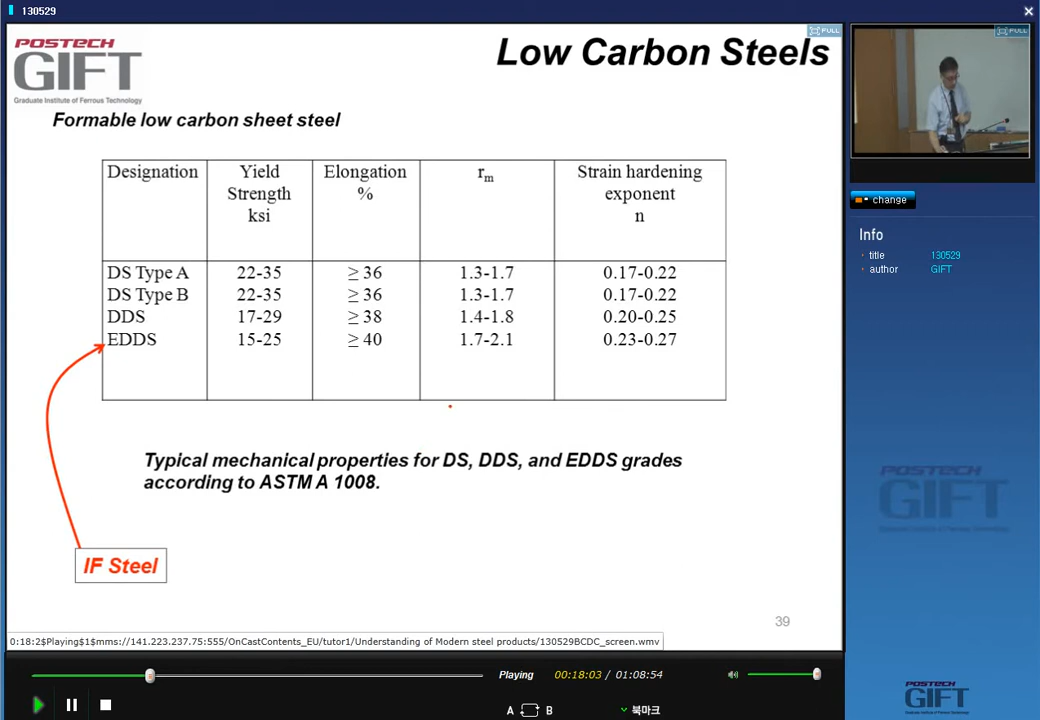 130529
POSTECH
GIFT
Graduate Institute of Ferrous Technology
Low Carbon Steels
FULL
FULL
Formable low carbon sheet steel
Designation
Yield Strength ksi
Elongation %
rm
Strain hardening exponent n
DS Type A 22-35 ≥ 36 1.3-1.7 0.17-0.22
DS Type B 22-35 ≥ 36 1.3-1.7 0.17-0.22
DDS 17-29 ≥ 38 1.4-1.8 0.20-0.25
EDDS 15-25 ≥ 40 1.7-2.1 0.23-0.27
Typical mechanical properties for DS, DDS, and EDDS grades
according to ASTM A 1008.
IF Steel
39
0:18:2$Playing$1$mms://141.223.237.75:555/OnCastContents_EU/tutor1/Understanding of Modern steel products/130529BCDC_screen.wmv
Playing 00:18:03 / 01:08:54
A B 북마크
change
Info
title 130529
author GIFT
POSTECH
GIFT
POSTECH
GIFT